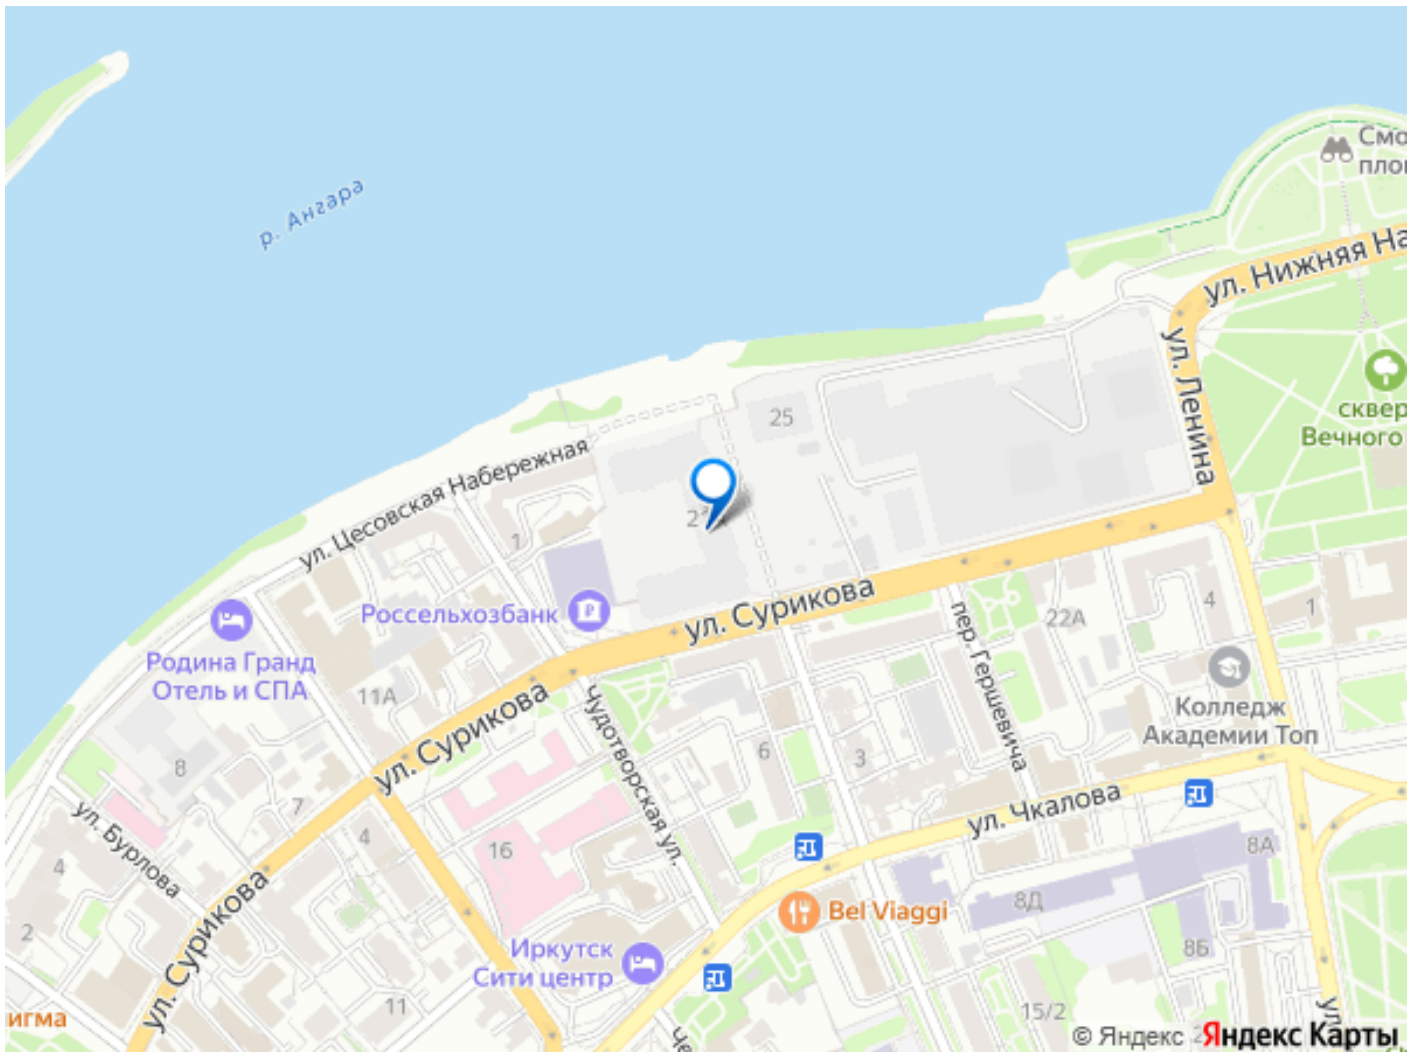 Смо
пло
р. Ангара
ул. Нижняя На
ул. Ленина
сквер
Вечного
25
ул. Цесовская Набережная
1
Россельхозбанк
ул. Сурикова
пер. Гершевича
22А
4
1
Родина Гранд
Отель и СПА
11А
Колледж
Академии Топ
ул. Сурикова
Чудотворская ул.
8
6
3
7
4
ул. Чкалова
ул. Бурлова
4
16
8А
ул. Сурикова
Bel Viaggi
8Д
2
Иркутск
Сити центр
8Б
11
15/2
игма
ул.
Че
© Яндекс
Яндекс Карты